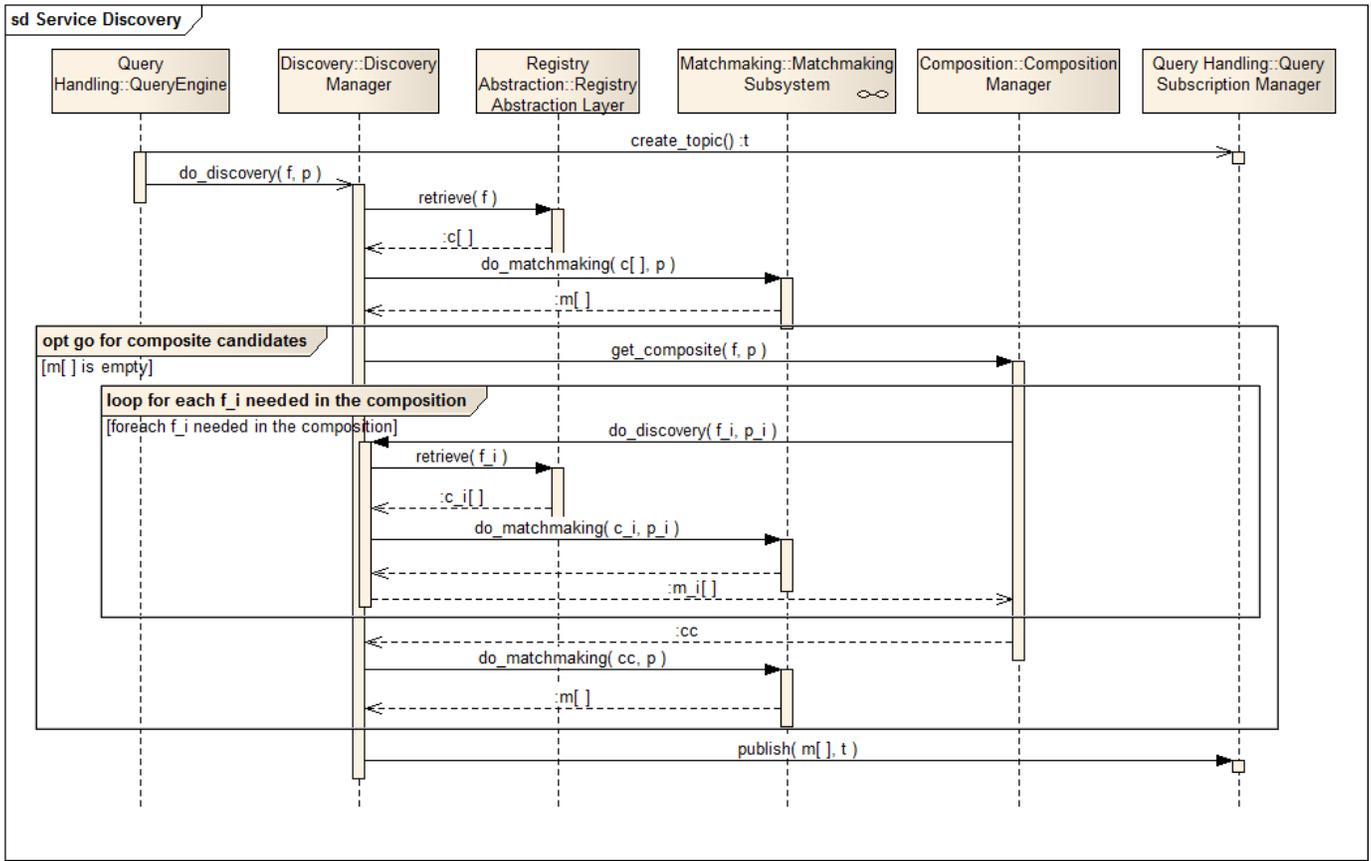 sd Service Discovery
Query
Handling::QueryEngine
Discovery::Discovery
Manager
Registry
Abstraction::Registry
Abstraction Layer
Matchmaking::Matchmaking
Subsystem
Composition::Composition
Manager
Query Handling::Query
Subscription Manager
create_topic() :t
do_discovery( f, p )
retrieve( f )
:c[ ]
do_matchmaking( c[ ], p )
:m[ ]
opt go for composite candidates
[m[ ] is empty]
get_composite( f, p )
loop for each f_i needed in the composition
[foreach f_i needed in the composition]
do_discovery( f_i, p_i )
retrieve( f_i )
:c_i[ ]
do_matchmaking( c_i, p_i )
:m_i[ ]
:cc
do_matchmaking( cc, p )
:m[ ]
publish( m[ ], t )